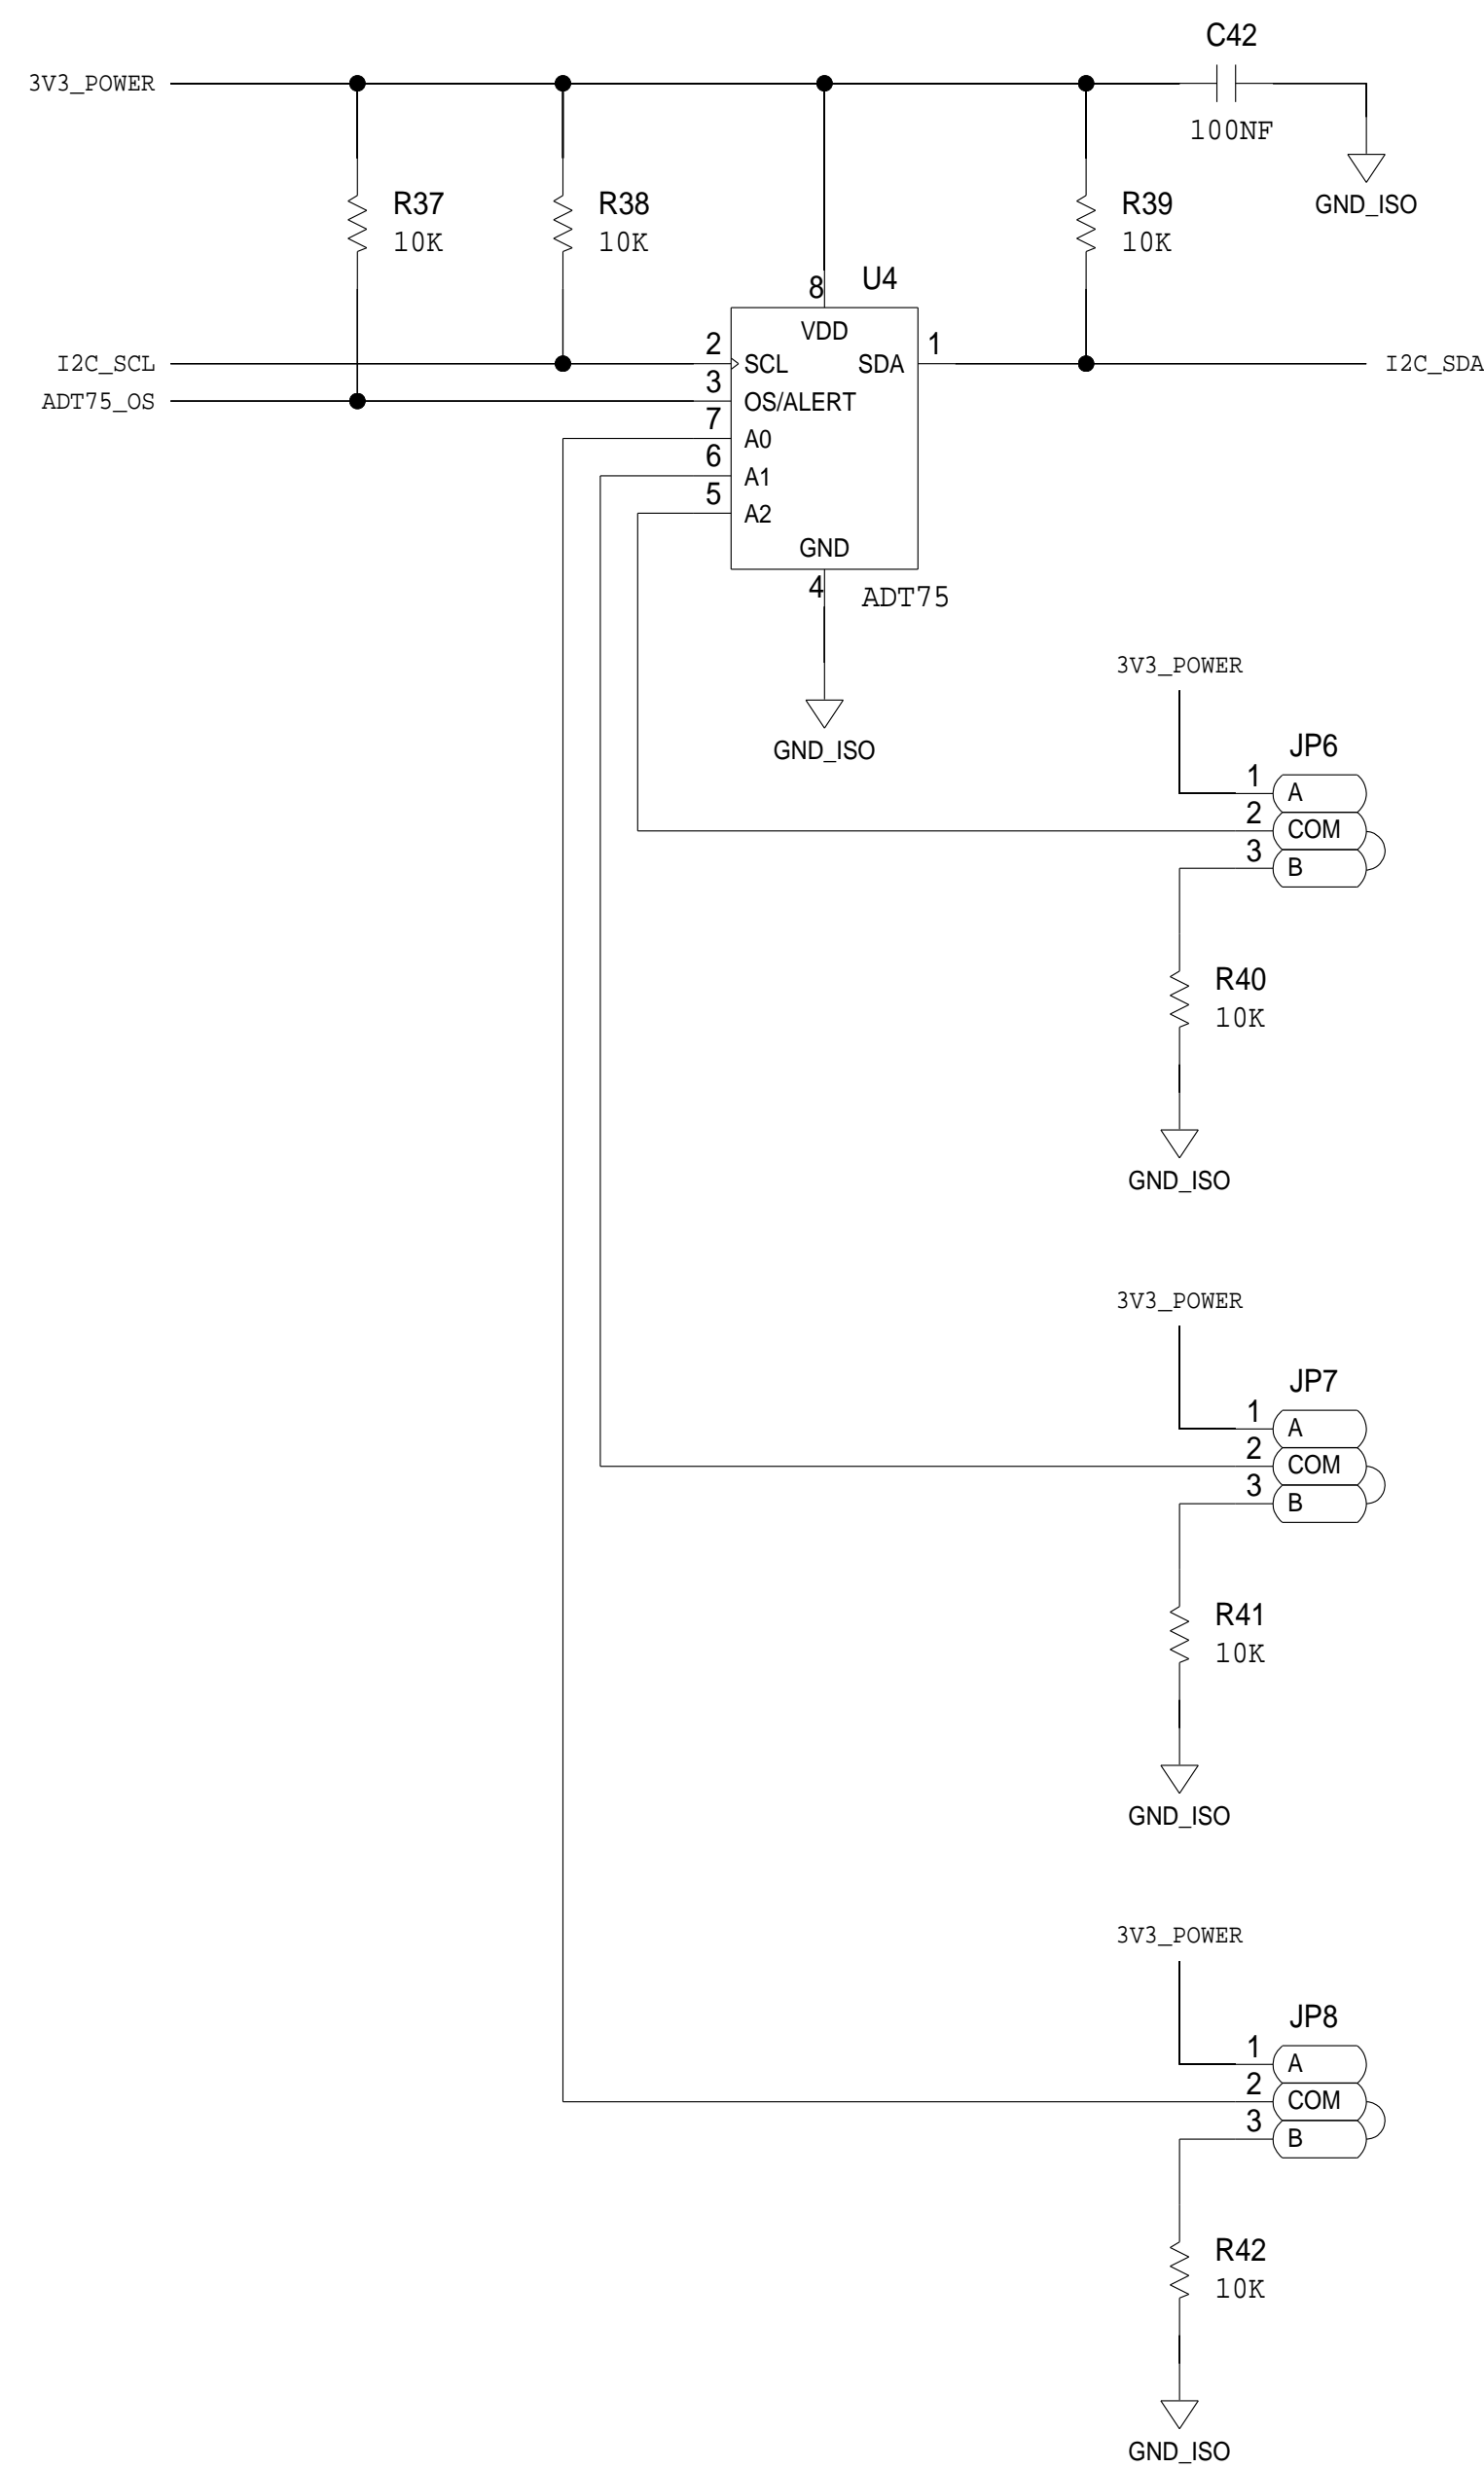 C42
3V3_POWER
100NF
GND_ISO
R37
10K
R38
10K
R39
10K
U4
8
VDD
I2C_SCL
2
SCL
SDA
1
I2C_SDA
ADT75_OS
3
OS/ALERT
7
A0
6
A1
5
A2
GND
4
ADT75
GND_ISO
3V3_POWER
JP6
1
A
2
COM
3
B
R40
10K
GND_ISO
3V3_POWER
JP7
1
A
2
COM
3
B
R41
10K
GND_ISO
3V3_POWER
JP8
1
A
2
COM
3
B
R42
10K
GND_ISO